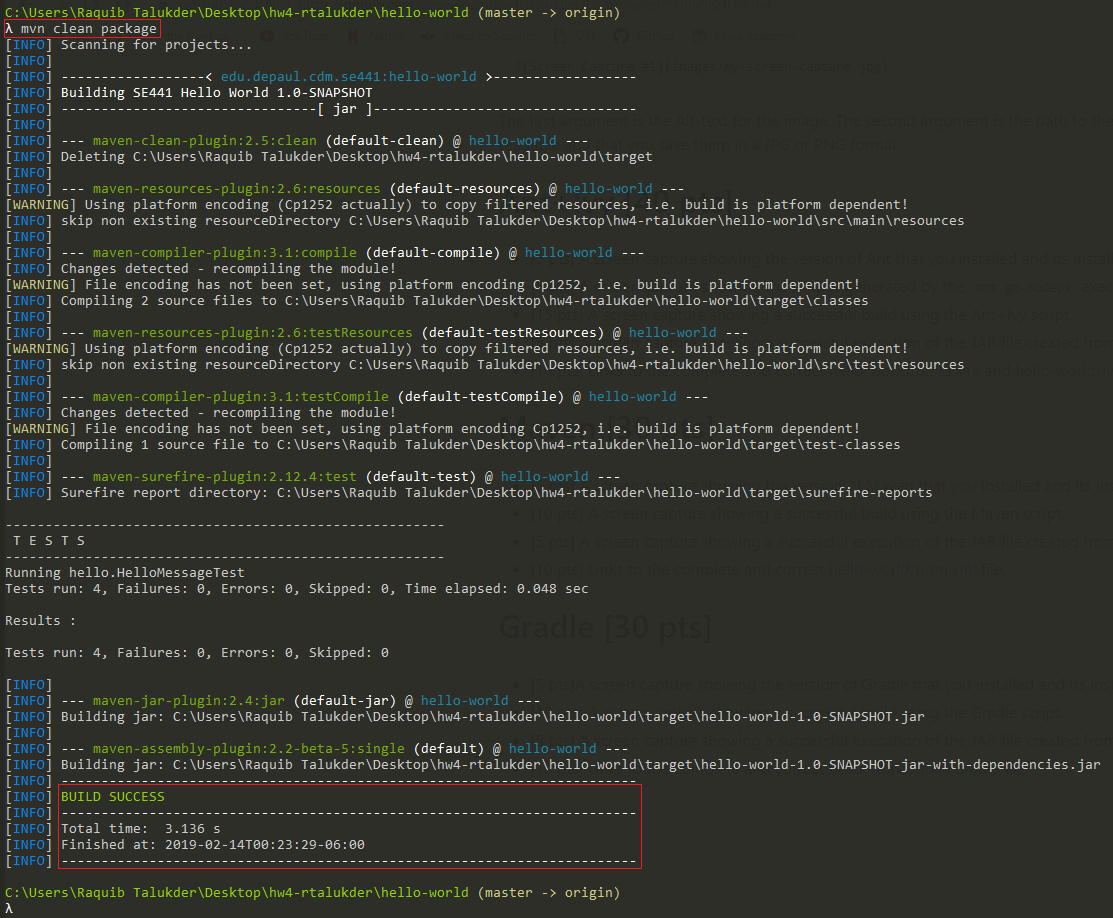 C:\Users\Raquib Talukder\Desktop\hw4-rtalukder\hello-world (master -> origin)
λ mvn clean package
[INFO] Scanning for projects...
[INFO]
[INFO] ------------------< edu.depaul.cdm.se441:hello-world >------------------
[INFO] Building SE441 Hello World 1.0-SNAPSHOT
[INFO] --------------------------------[ jar ]---------------------------------
[INFO]
[INFO] --- maven-clean-plugin:2.5:clean (default-clean) @ hello-world ---
[INFO] Deleting C:\Users\Raquib Talukder\Desktop\hw4-rtalukder\hello-world\target
[INFO]
[INFO] --- maven-resources-plugin:2.6:resources (default-resources) @ hello-world ---
[WARNING] Using platform encoding (Cp1252 actually) to copy filtered resources, i.e. build is platform dependent!
[INFO] skip non existing resourceDirectory C:\Users\Raquib Talukder\Desktop\hw4-rtalukder\hello-world\src\main\resources
[INFO]
[INFO] --- maven-compiler-plugin:3.1:compile (default-compile) @ hello-world ---
[INFO] Changes detected - recompiling the module!
[WARNING] File encoding has not been set, using platform encoding Cp1252, i.e. build is platform dependent!
[INFO] Compiling 2 source files to C:\Users\Raquib Talukder\Desktop\hw4-rtalukder\hello-world\target\classes
[INFO]
[INFO] --- maven-resources-plugin:2.6:testResources (default-testResources) @ hello-world ---
[WARNING] Using platform encoding (Cp1252 actually) to copy filtered resources, i.e. build is platform dependent!
[INFO] skip non existing resourceDirectory C:\Users\Raquib Talukder\Desktop\hw4-rtalukder\hello-world\src\test\resources
[INFO]
[INFO] --- maven-compiler-plugin:3.1:testCompile (default-testCompile) @ hello-world ---
[INFO] Changes detected - recompiling the module!
[WARNING] File encoding has not been set, using platform encoding Cp1252, i.e. build is platform dependent!
[INFO] Compiling 1 source file to C:\Users\Raquib Talukder\Desktop\hw4-rtalukder\hello-world\target\test-classes
[INFO]
[INFO] --- maven-surefire-plugin:2.12.4:test (default-test) @ hello-world ---
[INFO] Surefire report directory: C:\Users\Raquib Talukder\Desktop\hw4-rtalukder\hello-world\target\surefire-reports
-------------------------------------------------------
T E S T S
-------------------------------------------------------
Running hello.HelloMessageTest
Tests run: 4, Failures: 0, Errors: 0, Skipped: 0, Time elapsed: 0.048 sec
Results :
Tests run: 4, Failures: 0, Errors: 0, Skipped: 0
Gradle [30 pts]
[INFO]
[INFO] --- maven-jar-plugin:2.4:jar (default-jar) @ hello-world ---
[INFO] Building jar: C:\Users\Raquib Talukder\Desktop\hw4-rtalukder\hello-world\target\hello-world-1.0-SNAPSHOT.jar
[INFO]
[INFO] --- maven-assembly-plugin:2.2-beta-5:single (default) @ hello-world ---
[INFO] Building jar: C:\Users\Raquib Talukder\Desktop\hw4-rtalukder\hello-world\target\hello-world-1.0-SNAPSHOT-jar-with-dependencies.jar
[INFO] ------------------------------------------------------------------------
[INFO] BUILD SUCCESS
[INFO] ------------------------------------------------------------------------
[INFO] Total time:  3.136 s
[INFO] Finished at: 2019-02-14T00:23:29-06:00
[INFO] ------------------------------------------------------------------------
C:\Users\Raquib Talukder\Desktop\hw4-rtalukder\hello-world (master -> origin)
λ